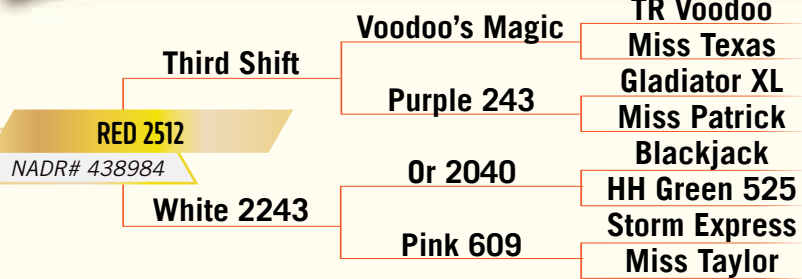 TR Voodoo
Voodoo's Magic
Miss Texas
Third Shift
Gladiator XL
Purple 243
Miss Patrick
RED 2512
NADR# 438984
Blackjack
Or 2040
HH Green 525
White 2243
Storm Express
Pink 609
Miss Taylor